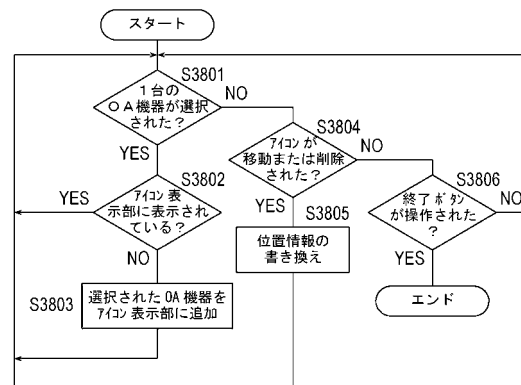 スタート
S3801
1台の
OA機器が選択
された?
NO
YES
S3802
アイコン表
示部に表示され
ている?
YES
NO
S3803
選択されたOA機器を
アイコン表示部に追加
S3804
アイコンが
移動または削除
された?
NO
YES
S3805
位置情報の
書き換え
S3806
終了ボタン
が操作された
?
NO
YES
エンド